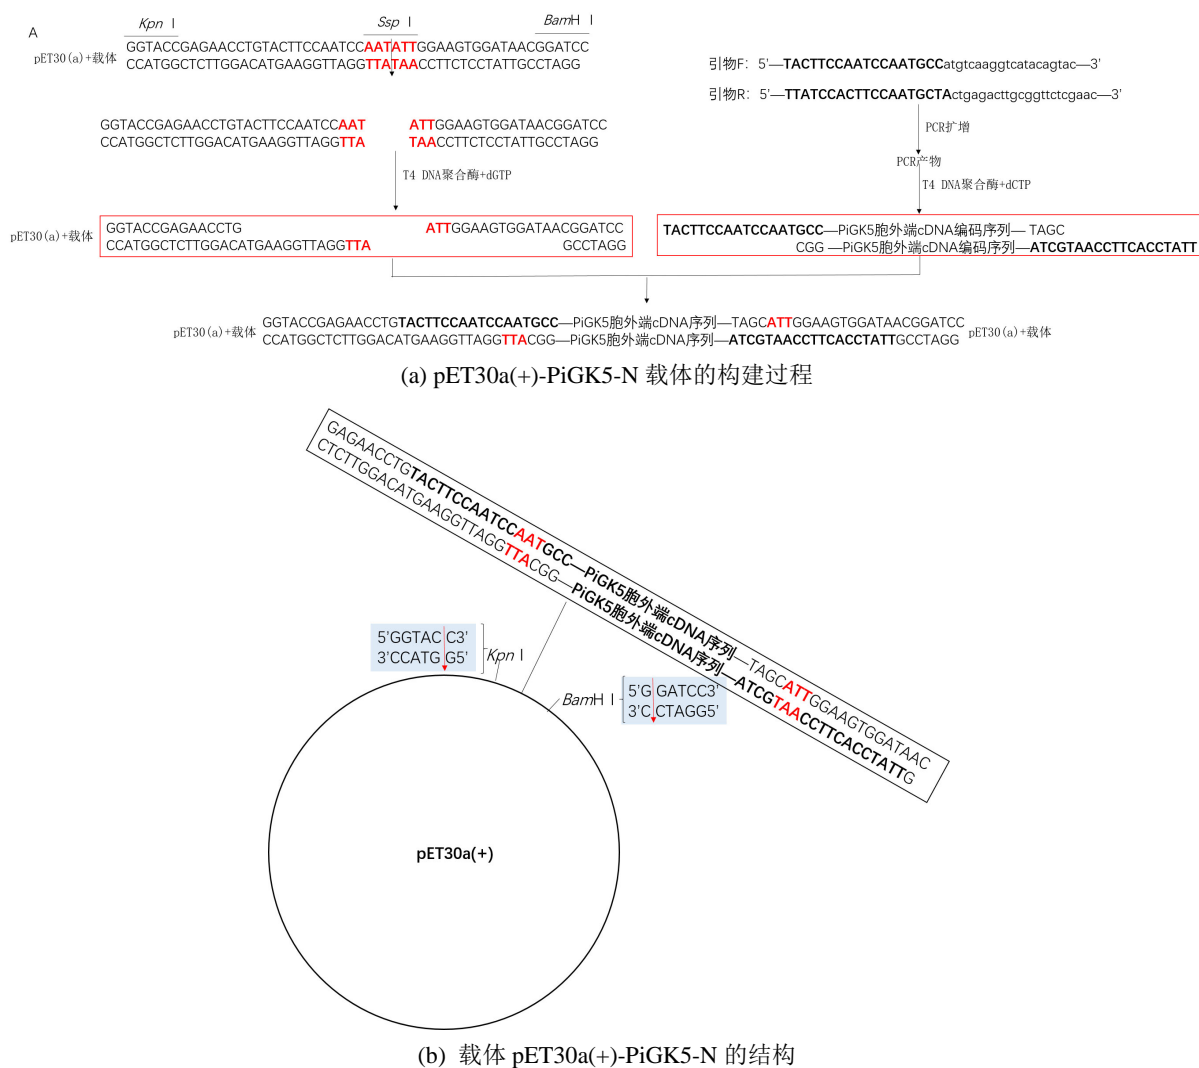 A
Kpn Ⅰ Ssp Ⅰ BamH Ⅰ
pET30(a)+载体
GGTACCGAGAACCTGTACTTCCAATCCAATATTGGAAGTGGATAACGGATCC
CCATGGCTCTTGGACATGAAGGTTAGGTTATAACCTTCTCCTATTGCCTAGG
引物F: 5'—TACTTCCAATCCAATGCCatgtcaaggtcatacagtac—3'
引物R: 5'—TTATCCACTTCCAATGCTActgagacttgcggttctcgaac—3'
GGTACCGAGAACCTGTACTTCCAATCCAAT ATTGGAAGTGGATAACGGATCC
CCATGGCTCTTGGACATGAAGGTTAGGTTA TAACCTTCTCCTATTGCCTAGG
PCR扩增
PCR产物
T4 DNA聚合酶+dGTP
T4 DNA聚合酶+dCTP
pET30(a)+载体
GGTACCGAGAACCTG ATTGGAAGTGGATAACGGATCC
CCATGGCTCTTGGACATGAAGGTTAGGTTA GCCTAGG
TACTTCCAATCCAATGCC—PiGK5胞外端cDNA编码序列— TAGC
CGG —PiGK5胞外端cDNA编码序列—ATCGTAACCTTCACCTATT
pET30(a)+载体
GGTACCGAGAACCTGTACTTCCAATCCAATGCC—PiGK5胞外端cDNA序列—TAGCATTGGAAGTGGATAACGGATCC
CCATGGCTCTTGGACATGAAGGTTAGGTTACGG—PiGK5胞外端cDNA序列—ATCGTAACCTTCACCTATTGCCTAGG
pET30(a)+载体
(a) pET30a(+)-PiGK5-N 载体的构建过程
GAGAACCTGTACTTCCAATCCAATGCC—PiGK5胞外端cDNA序列—TAGCATTGGAAGTGGATAAC
CTCTTGGACATGAAGGTTAGGTTACGG—PiGK5胞外端cDNA序列—ATCGTAACCTTCACCTATTG
5'GGTAC C3'
3'CCATG G5'
Kpn Ⅰ
BamH Ⅰ
5'G GATCC3'
3'C CTAGG5'
pET30a(+)
(b) 载体 pET30a(+)-PiGK5-N 的结构